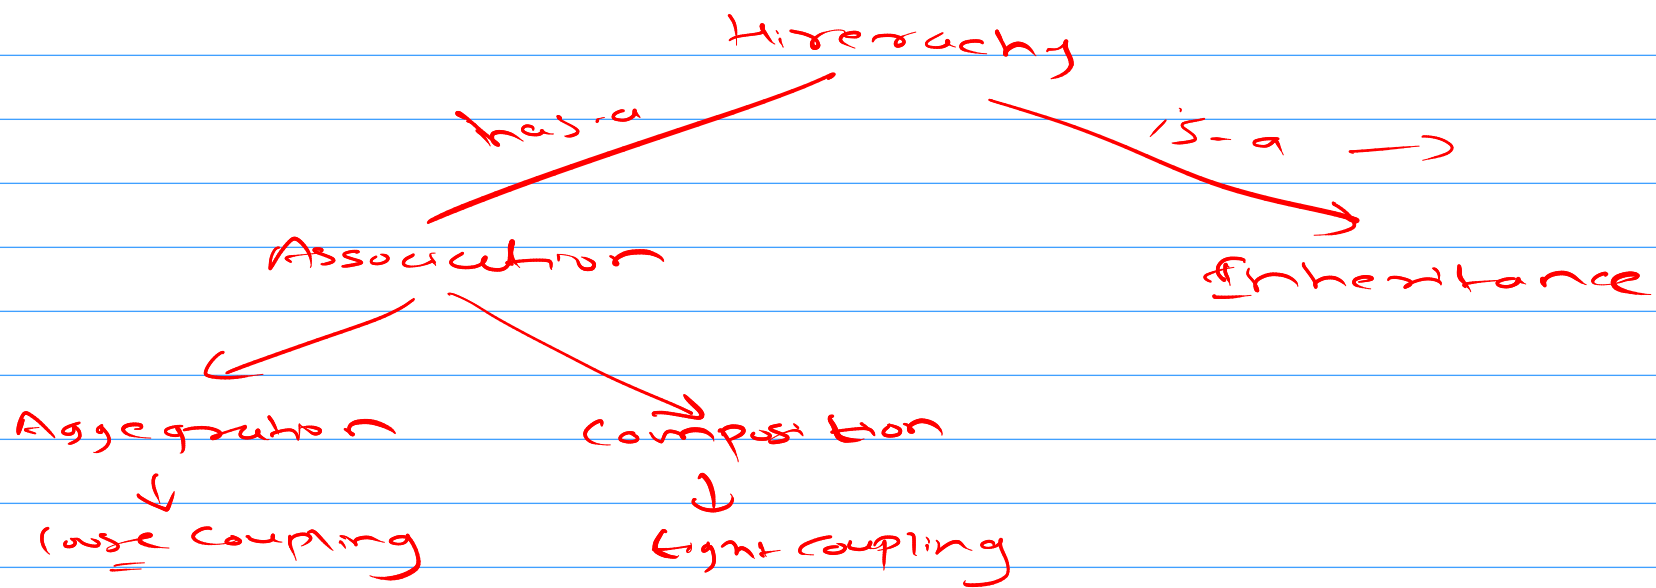 Hirerachy
has-a
is-a
Association
Inheritance
Aggegration
Composition
loose coupling
tight coupling